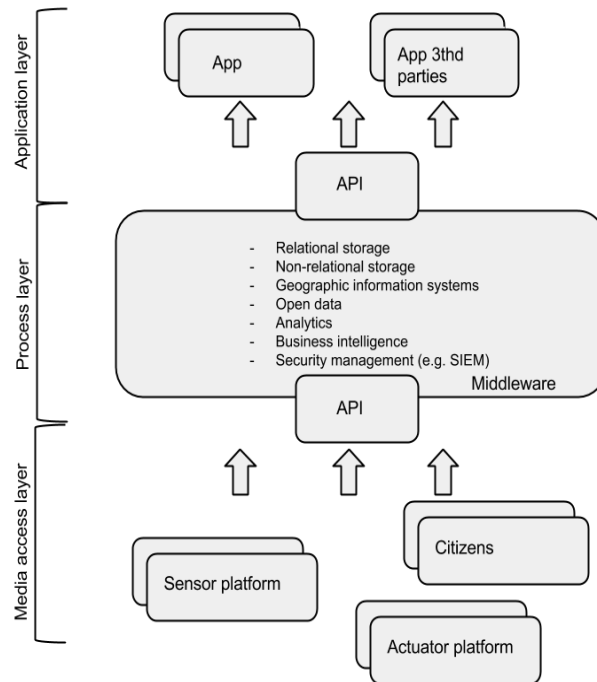 Application layer
App
App 3thd
parties
API
Process layer
- Relational storage
- Non-relational storage
- Geographic information systems
- Open data
- Analytics
- Business intelligence
- Security management (e.g. SIEM)
Middleware
API
Media access layer
Citizens
Sensor platform
Actuator platform